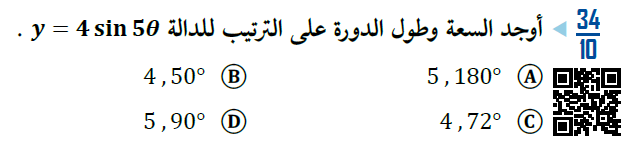 34/10 أوجد السعة وطول الدورة على الترتيب للدالة y = 4 sin 5θ .
A 5 , 180° B 4 , 50°
C 4 , 72° D 5 , 90°